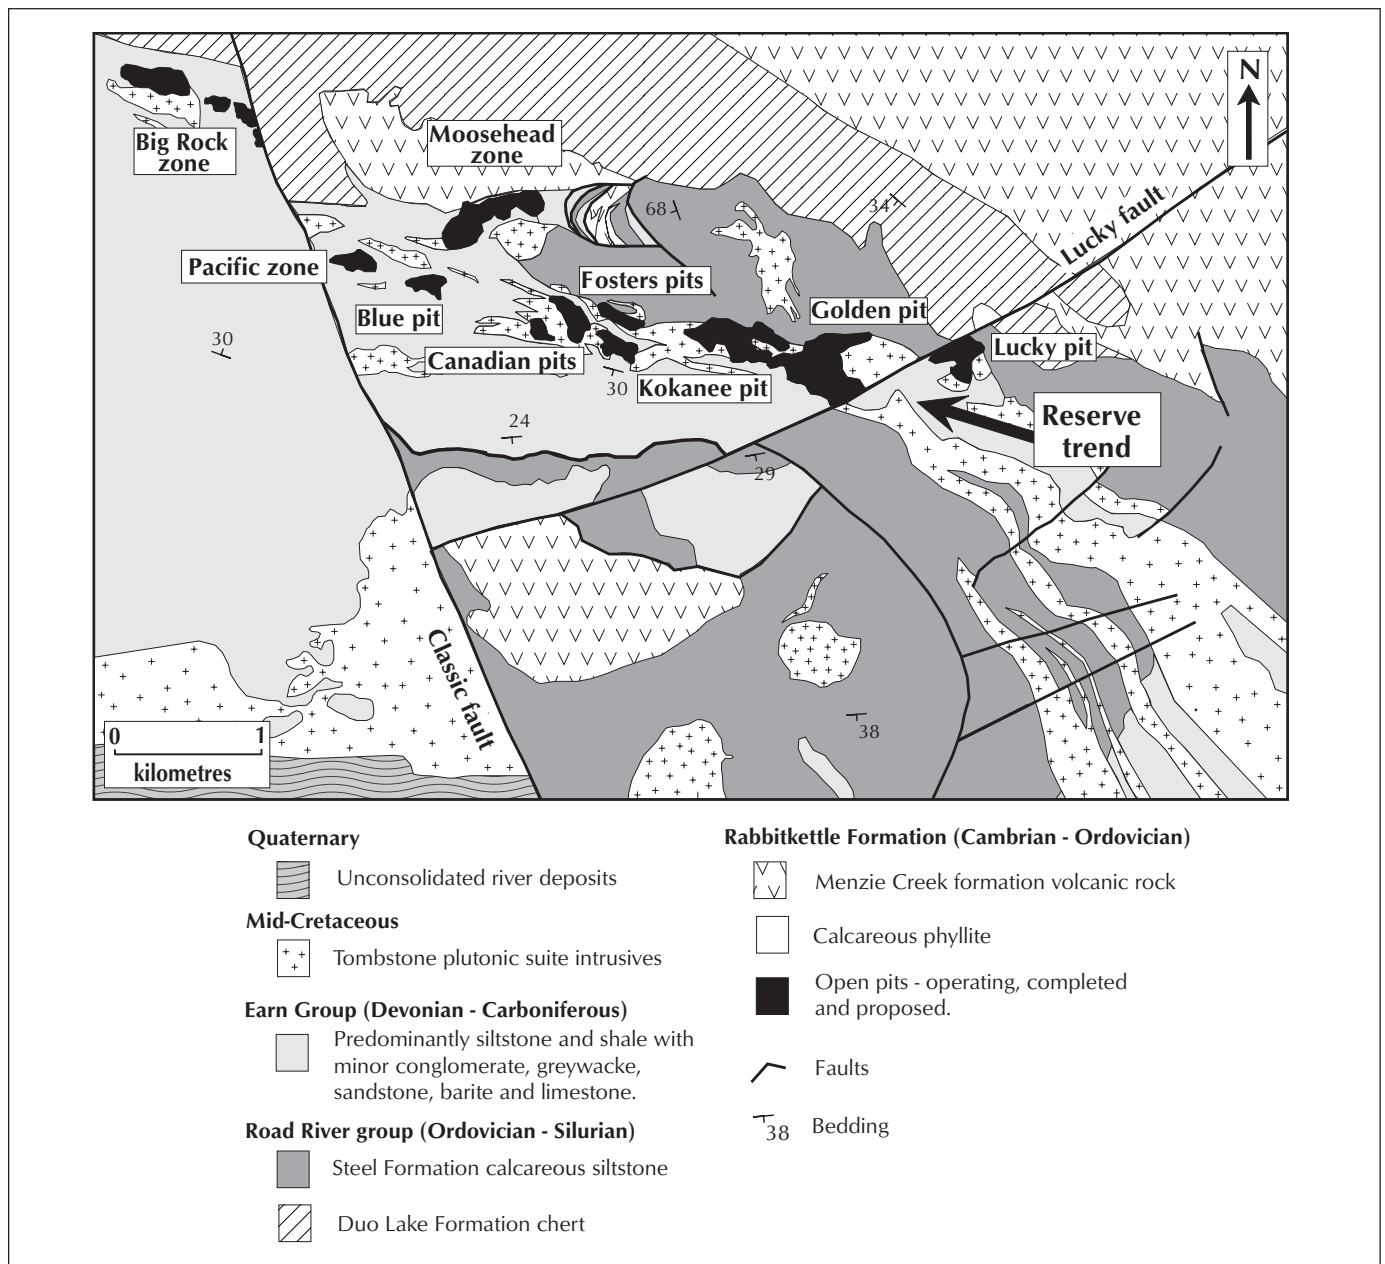 N
Big Rock
zone
Moosehead
zone
68
34
Lucky fault
Pacific zone
Fosters pits
Golden pit
Blue pit
Lucky pit
30
Canadian pits
30
Kokanee pit
24
Reserve
trend
29
Classic fault
38
0 1
kilometres
Quaternary
Unconsolidated river deposits
Mid-Cretaceous
Tombstone plutonic suite intrusives
Earn Group (Devonian - Carboniferous)
Predominantly siltstone and shale with
minor conglomerate, greywacke,
sandstone, barite and limestone.
Road River group (Ordovician - Silurian)
Steel Formation calcareous siltstone
Duo Lake Formation chert
Rabbitkettle Formation (Cambrian - Ordovician)
Menzie Creek formation volcanic rock
Calcareous phyllite
Open pits - operating, completed
and proposed.
Faults
38
Bedding